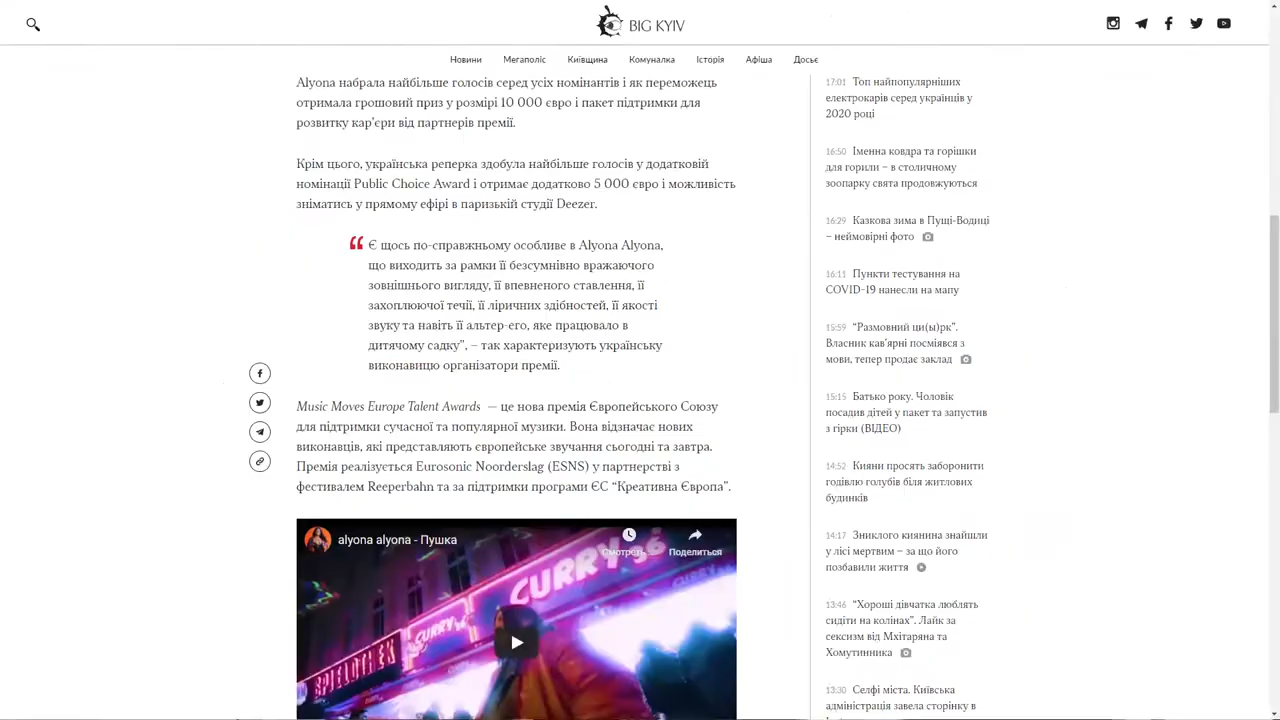 BIG KYIV
Новини Мегаполіс Київщина Комуналка Історія Афіша Досьє
Alyona набрала найбільше голосів серед усіх номінантів і як переможець
отримала грошовий приз у розмірі 10 000 євро і пакет підтримки для
розвитку кар'єри від партнерів премії.
Крім цього, українська реперка здобула найбільше голосів у додатковій
номінації Public Choice Award і отримає додатково 5 000 євро і можливість
зніматись у прямому ефірі в паризькій студії Deezer.
“ Є щось по-справжньому особливе в Alyona Alyona,
що виходить за рамки її безсумнівно вражаючого
зовнішнього вигляду, її впевненого ставлення, її
захоплюючої течії, її ліричних здібностей, її якості
звуку та навіть її альтер-его, яке працювало в
дитячому садку”, – так характеризують українську
виконавицю організатори премії.
Music Moves Europe Talent Awards — це нова премія Європейського Союзу
для підтримки сучасної та популярної музики. Вона відзначає нових
виконавців, які представляють європейське звучання сьогодні та завтра.
Премія реалізується Eurosonic Noorderslag (ESNS) у партнерстві з
фестивалем Reeperbahn та за підтримки програми ЄС “Креативна Європа”.
alyona alyona - Пушка
Смотреть... Поделиться
CURRY'S
CURRY
SPIELOTHEK
17:01 Топ найпопулярніших
електрокарів серед українців у
2020 році
16:50 Іменна ковдра та горішки
для горили – в столичному
зоопарку свята продовжуються
16:29 Казкова зима в Пущі-Водиці
– неймовірні фото
16:11 Пункти тестування на
COVID-19 нанесли на мапу
15:59 “Размовний ци(ы)рк”.
Власник кав'ярні посміявся з
мови, тепер продає заклад
15:15 Батько року. Чоловік
посадив дітей у пакет та запустив
з гірки (ВІДЕО)
14:52 Кияни просять заборонити
годівлю голубів біля житлових
будинків
14:17 Зниклого киянина знайшли
у лісі мертвим – за що його
позбавили життя
13:46 “Хороші дівчатка люблять
сидіти на колінах”. Лайк за
сексизм від Мхітаряна та
Хомутинника
13:30 Селфі міста. Київська
адміністрація завела сторінку в